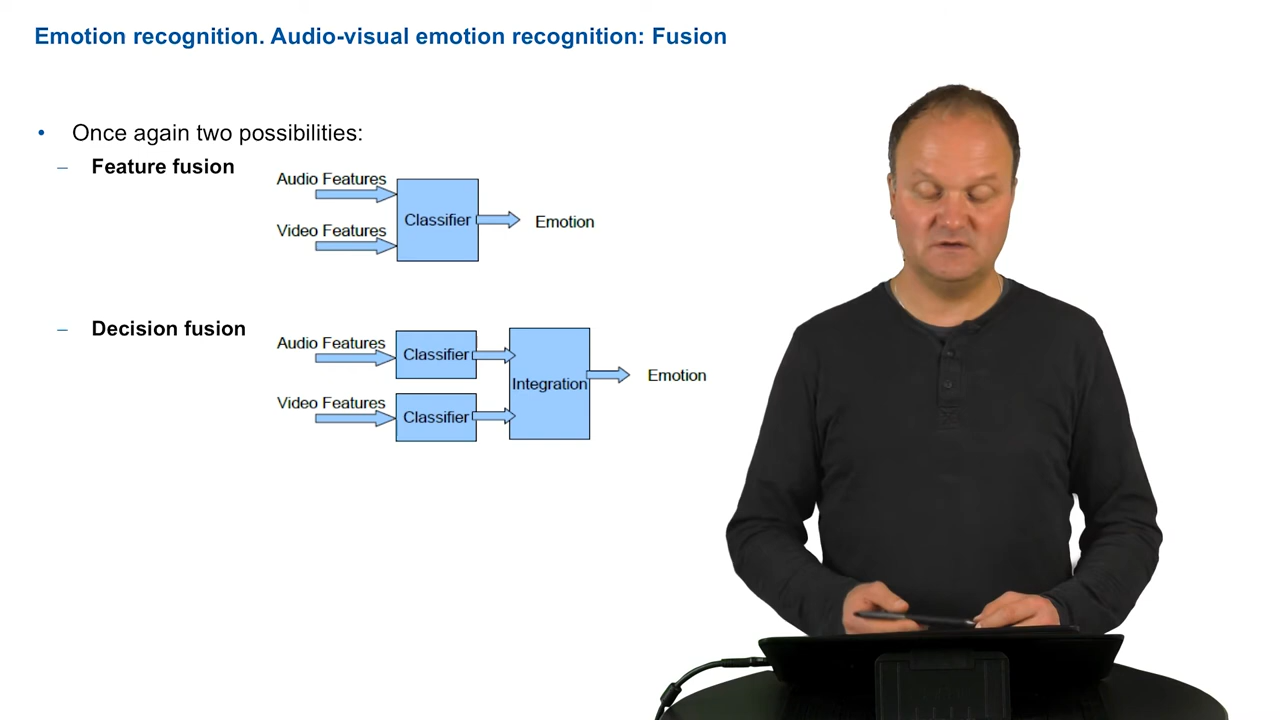 Emotion recognition. Audio-visual emotion recognition: Fusion
• Once again two possibilities:
– Feature fusion
Audio Features
Video Features
Classifier
Emotion
– Decision fusion
Audio Features
Classifier
Video Features
Classifier
Integration
Emotion